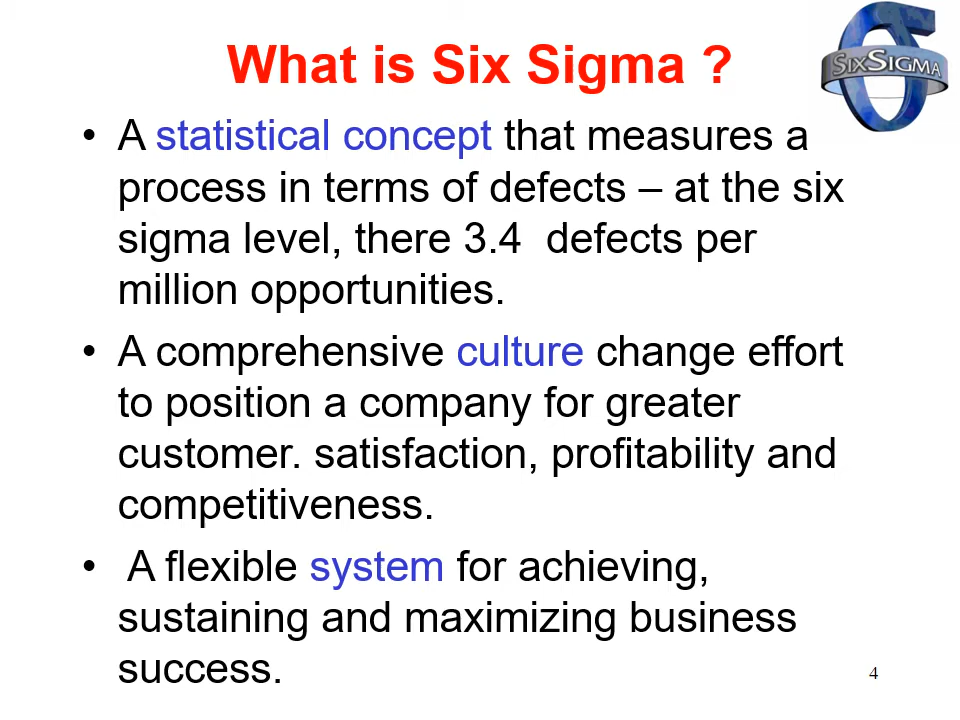 What is Six Sigma ?
SIXSIGMA
• A statistical concept that measures a
process in terms of defects – at the six
sigma level, there 3.4  defects per
million opportunities.
• A comprehensive culture change effort
to position a company for greater
customer. satisfaction, profitability and
competitiveness.
•  A flexible system for achieving,
sustaining and maximizing business
success.
4